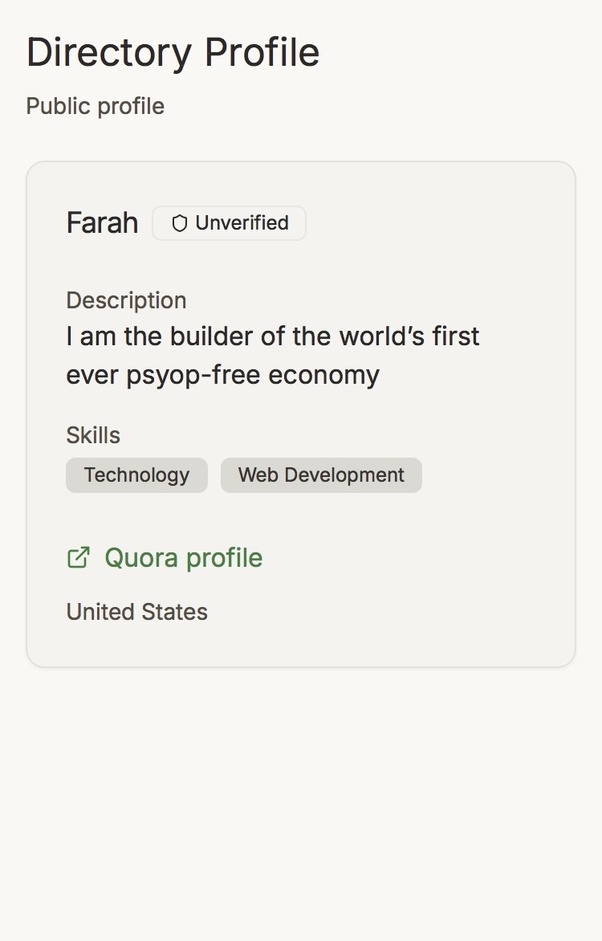 Directory Profile
Public profile
Farah
Unverified
Description
I am the builder of the world’s first
ever psyop-free economy
Skills
Technology
Web Development
Quora profile
United States